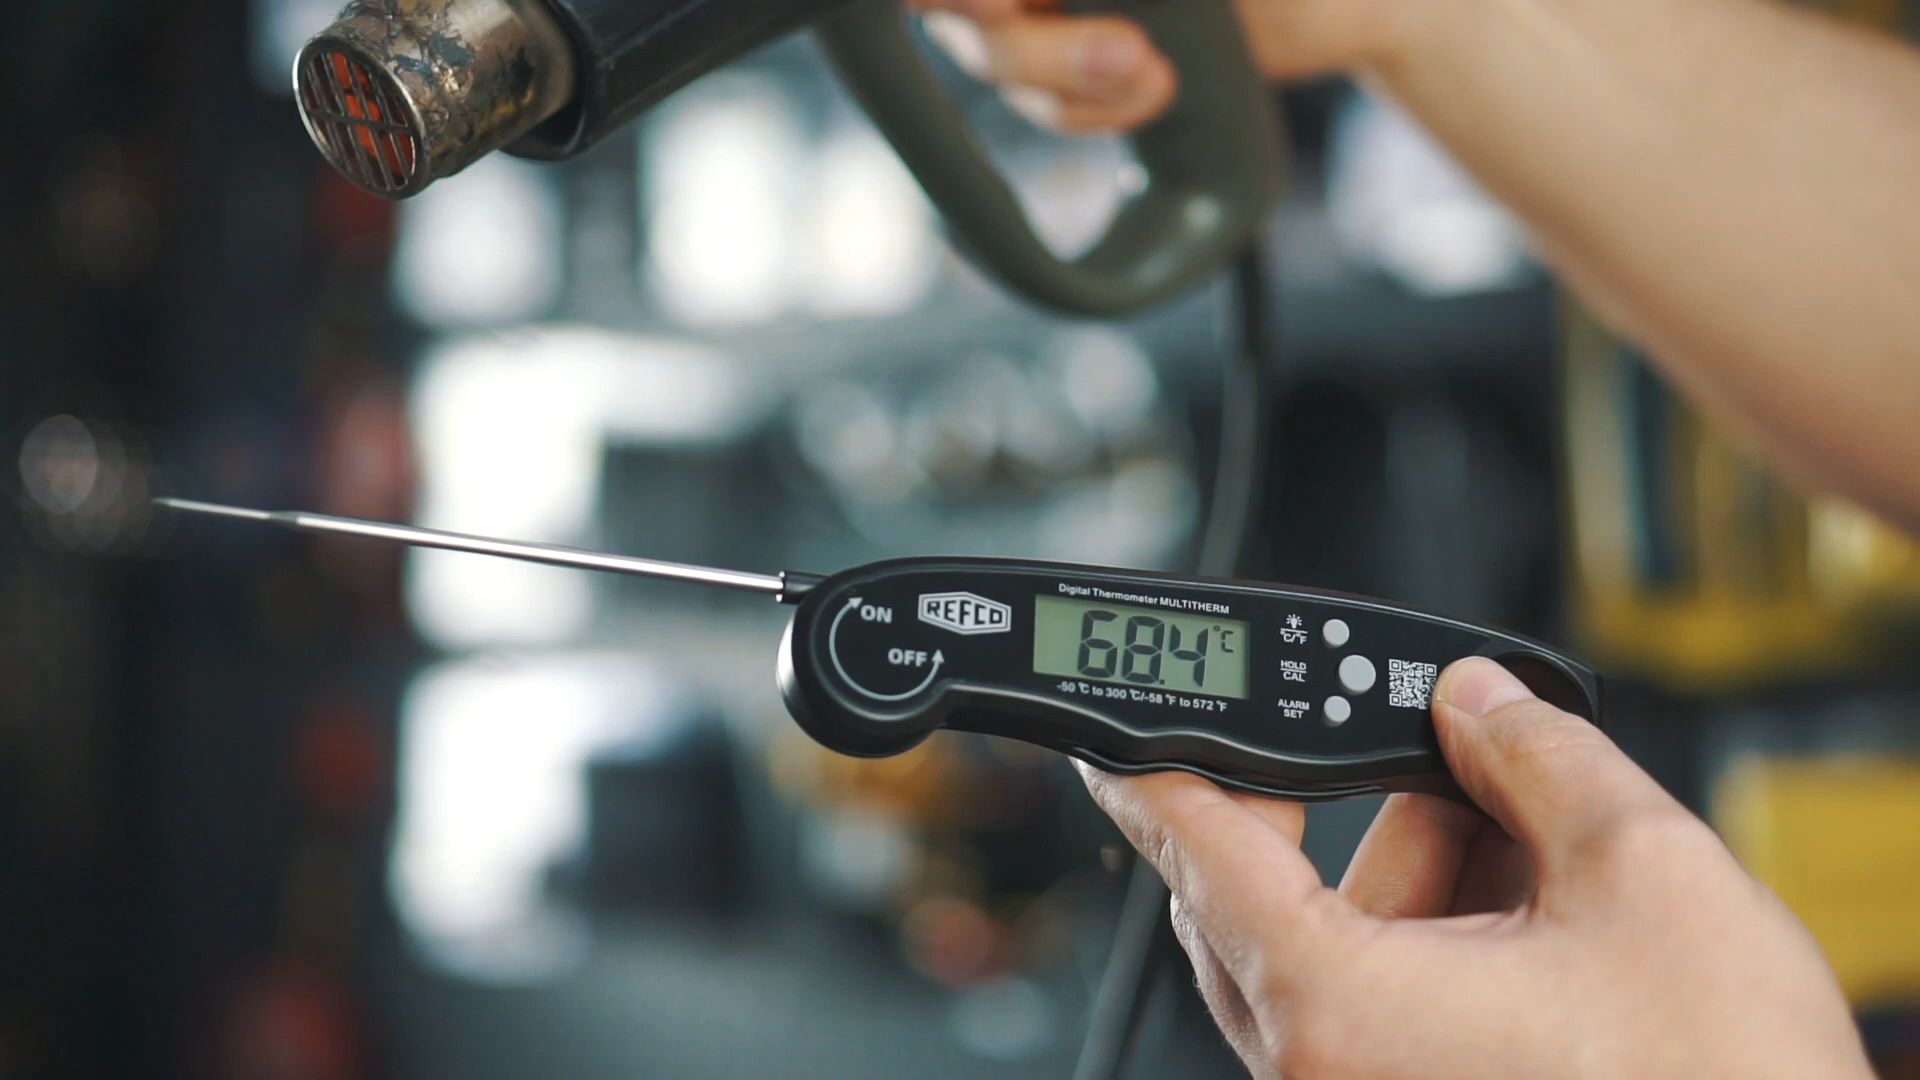 Digital Thermometer MULTITHERM
ON
REFCO
OFF
68.4°C
-50 °C to 300 °C/-58 °F to 572 °F
°C/°F
HOLD
CAL
ALARM
SET